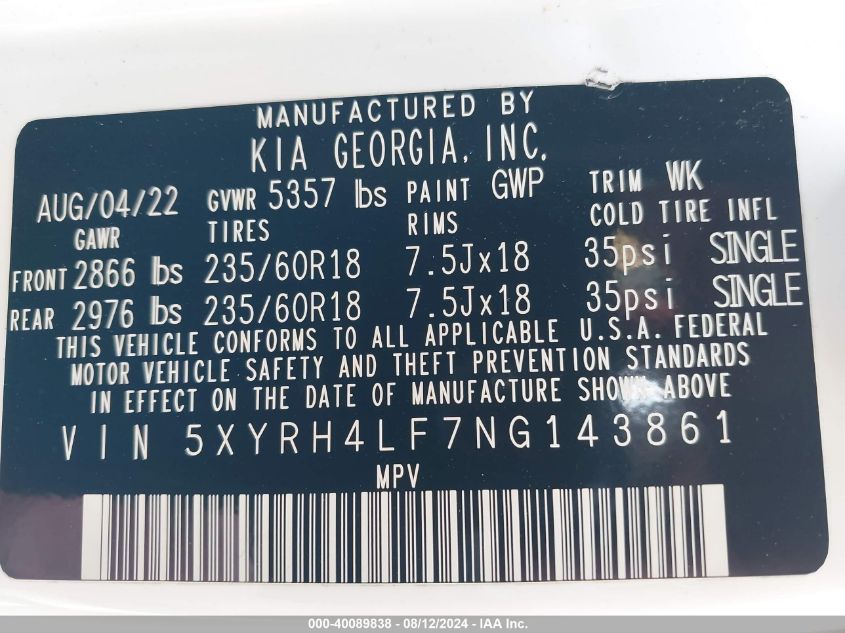 MANUFACTURED BY
KIA GEORGIA, INC.
AUG/04/22 GVWR 5357 lbs PAINT GWP TRIM WK
GAWR TIRES RIMS COLD TIRE INFL
FRONT 2866 lbs 235/60R18 7.5Jx18 35psi SINGLE
REAR 2976 lbs 235/60R18 7.5Jx18 35psi SINGLE
THIS VEHICLE CONFORMS TO ALL APPLICABLE U.S.A. FEDERAL
MOTOR VEHICLE SAFETY AND THEFT PREVENTION STANDARDS
IN EFFECT ON THE DATE OF MANUFACTURE SHOWN ABOVE
VIN 5XYRH4LF7NG143861
MPV
000-40089838 - 08/12/2024 - IAA Inc.